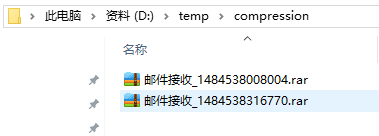 此电脑 > 资料 (D:) > temp > compression
名称
邮件接收_1484538008004.rar
邮件接收_1484538316770.rar